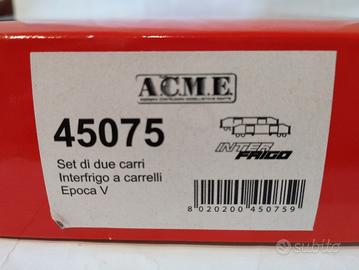 A.C.M.E.
45075
INTER
FRIGO
Set di due carri
Interfrigo a carrelli
Epoca V
8 020200 450759
subito